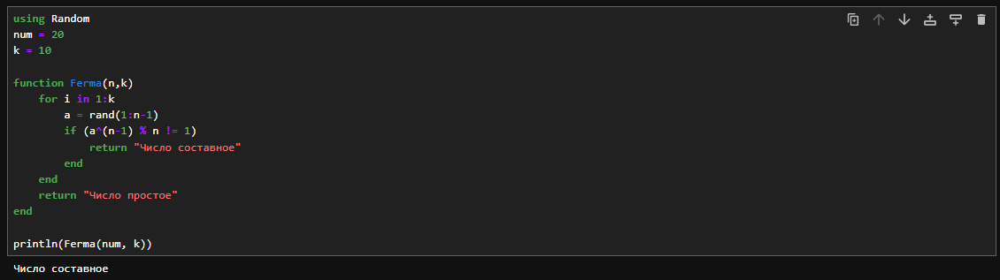 using Random
num = 20
k = 10
function Ferma(n,k)
    for i in 1:k
        a = rand(1:n-1)
        if (a^(n-1) % n != 1)
            return "Число составное"
        end
    end
    return "Число простое"
end
println(Ferma(num, k))
Число составное